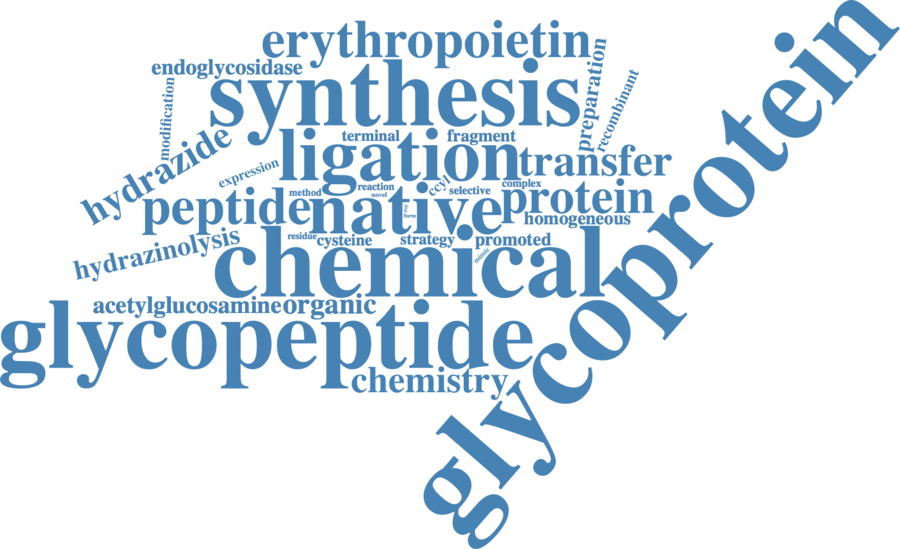 erythropoietin
endoglycosidase
synthesis
preparation
recombinant
modification
hydrazide
terminal
fragment
ligation
transfer
expression
method
reaction
novel
ccyl
selective
complex
peptide
native
form
protein
homogeneous
hydrazinolysis
residue
cysteine
strategy
promoted
mimic
chemical
acetylglucosamine
organic
glycopeptide
chemistry
glycoprotein